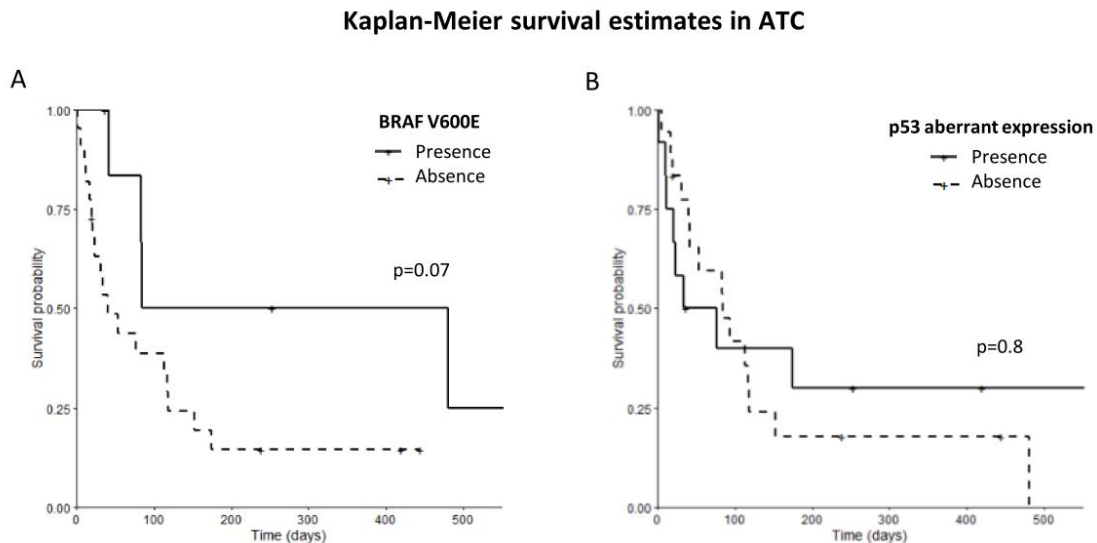 Kaplan-Meier survival estimates in ATC
A
BRAF V600E
Presence
Absence
p=0.07
Survival probability
1.00
0.75
0.50
0.25
0.00
0 100 200 300 400 500
Time (days)
B
p53 aberrant expression
Presence
Absence
p=0.8
Survival probability
1.00
0.75
0.50
0.25
0.00
0 100 200 300 400 500
Time (days)